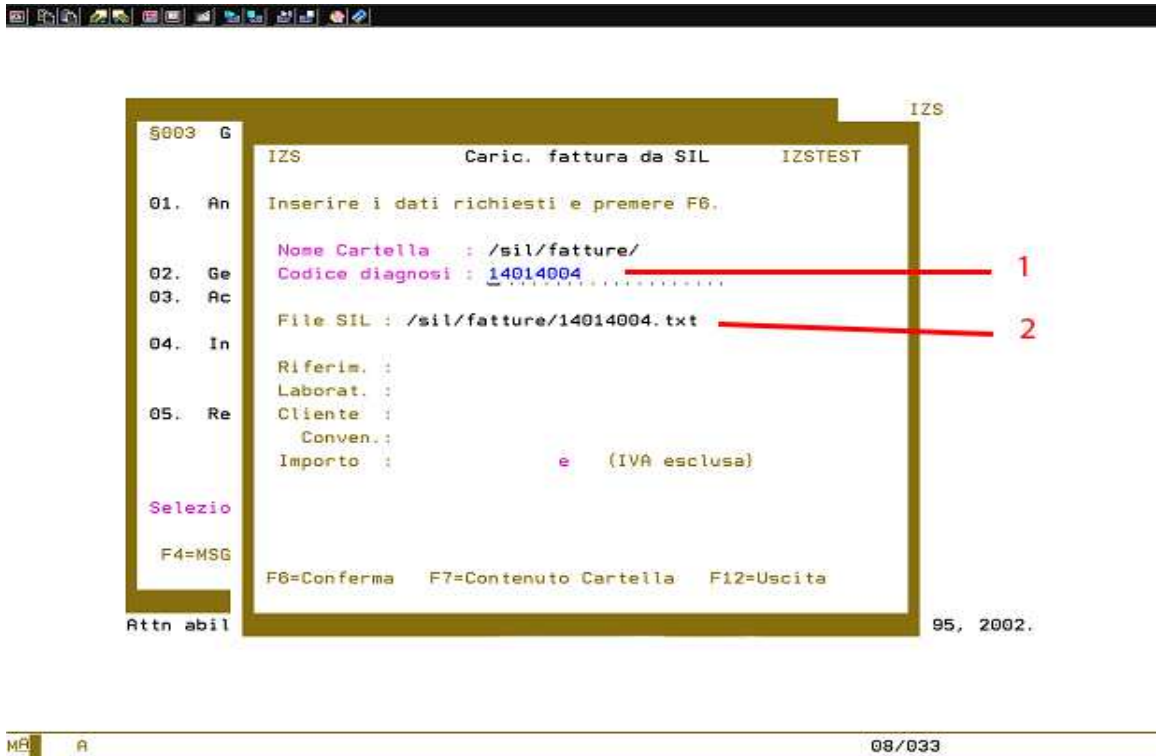 IZS
§003 G
IZS Caric. fattura da SIL IZSTEST
01. An Inserire i dati richiesti e premere F6.
Nome Cartella : /sil/fatture/
02. Ge Codice diagnosi : 14014004 1
03. Ac
File SIL : /sil/fatture/14014004.txt 2
04. In
Riferim. :
Laborat. :
05. Re Cliente :
Conven.:
Importo : e (IVA esclusa)
Selezio
F4=MSG
F6=Conferma F7=Contenuto Cartella F12=Uscita
Attn abil 95, 2002.
MA A 08/033